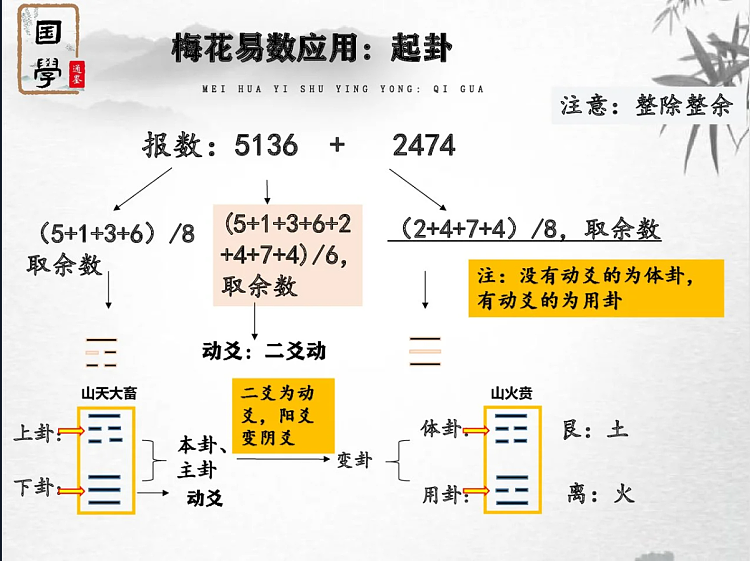 国
學
通鉴
梅花易数应用：起卦
MEI HUA YI SHU YING YONG: QI GUA
注意：整除整余
报数：5136 + 2474
（5+1+3+6）/8
取余数
(5+1+3+6+2
+4+7+4)/6，
取余数
（2+4+7+4）/8，取余数
注：没有动爻的为体卦，
有动爻的为用卦
动爻：二爻动
山天大畜
二爻为动
爻，阳爻
变阴爻
山火贲
上卦：
下卦：
本卦、
主卦
动爻
变卦
体卦：
用卦：
艮：土
离：火